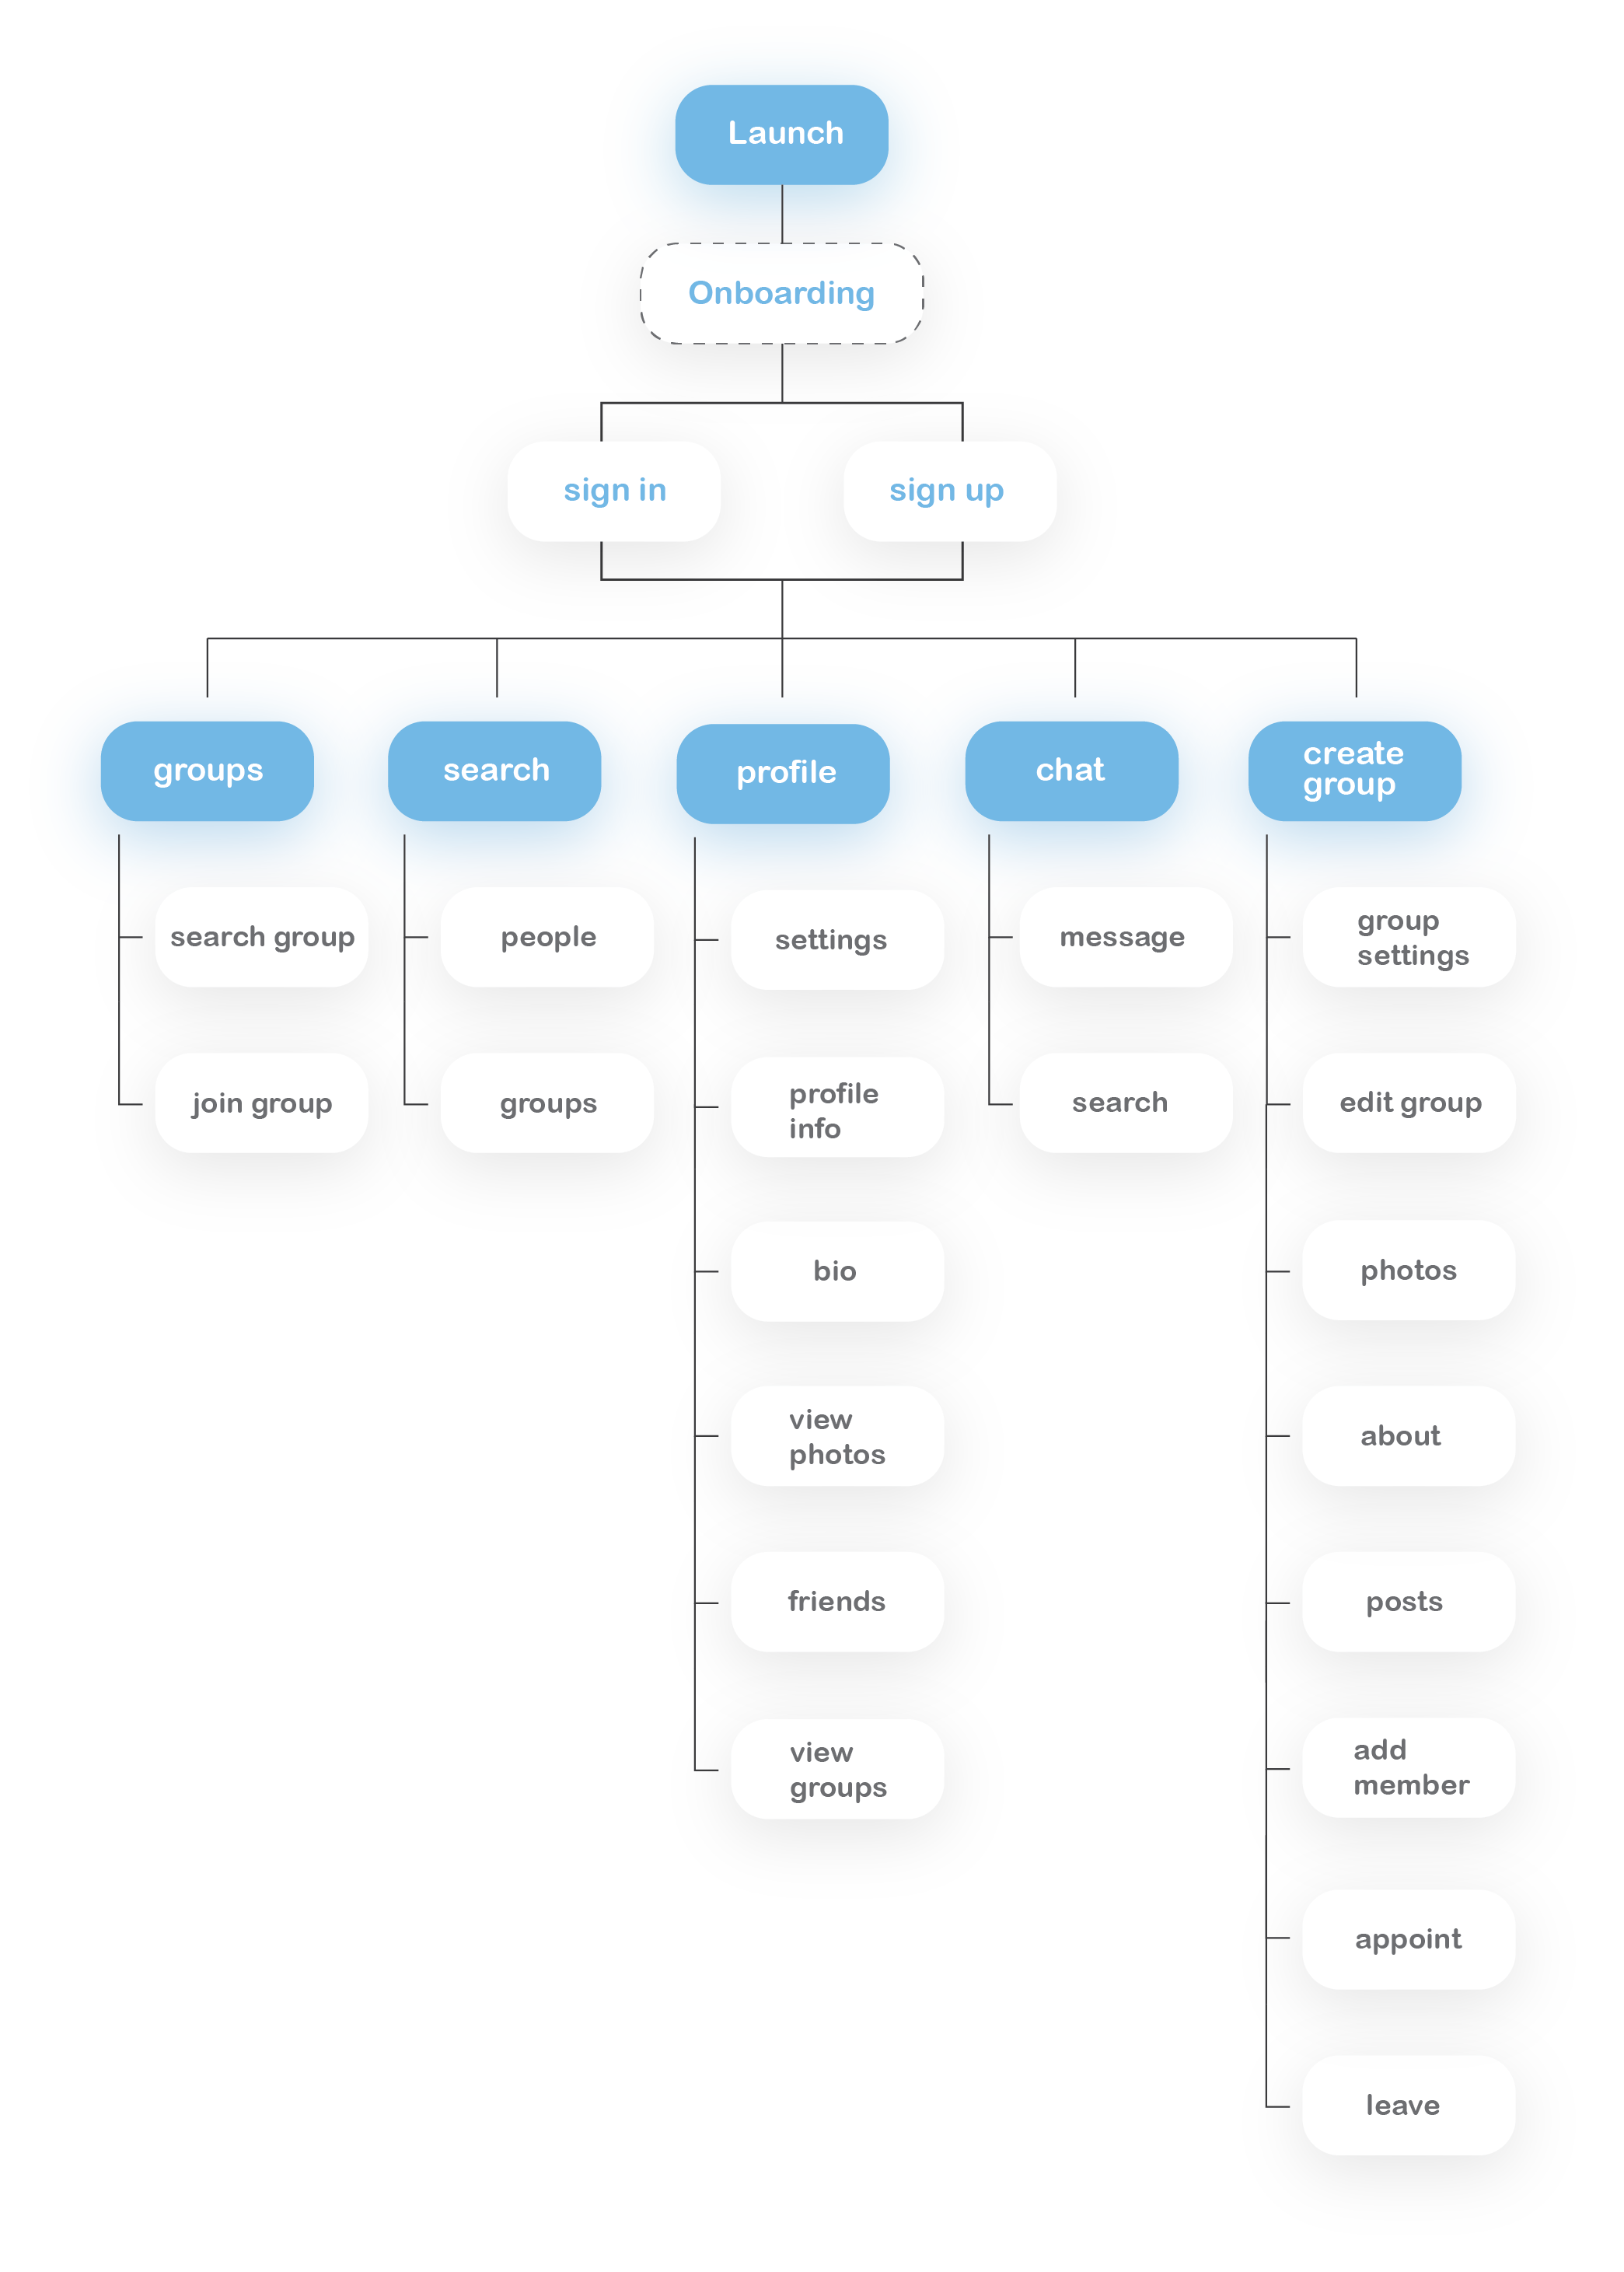 Launch
Onboarding
sign in
sign up
groups
search
profile
chat
create
group
search group
join group
people
groups
settings
profile
info
bio
view
photos
friends
view
groups
message
search
group
settings
edit group
photos
about
posts
add
member
appoint
leave